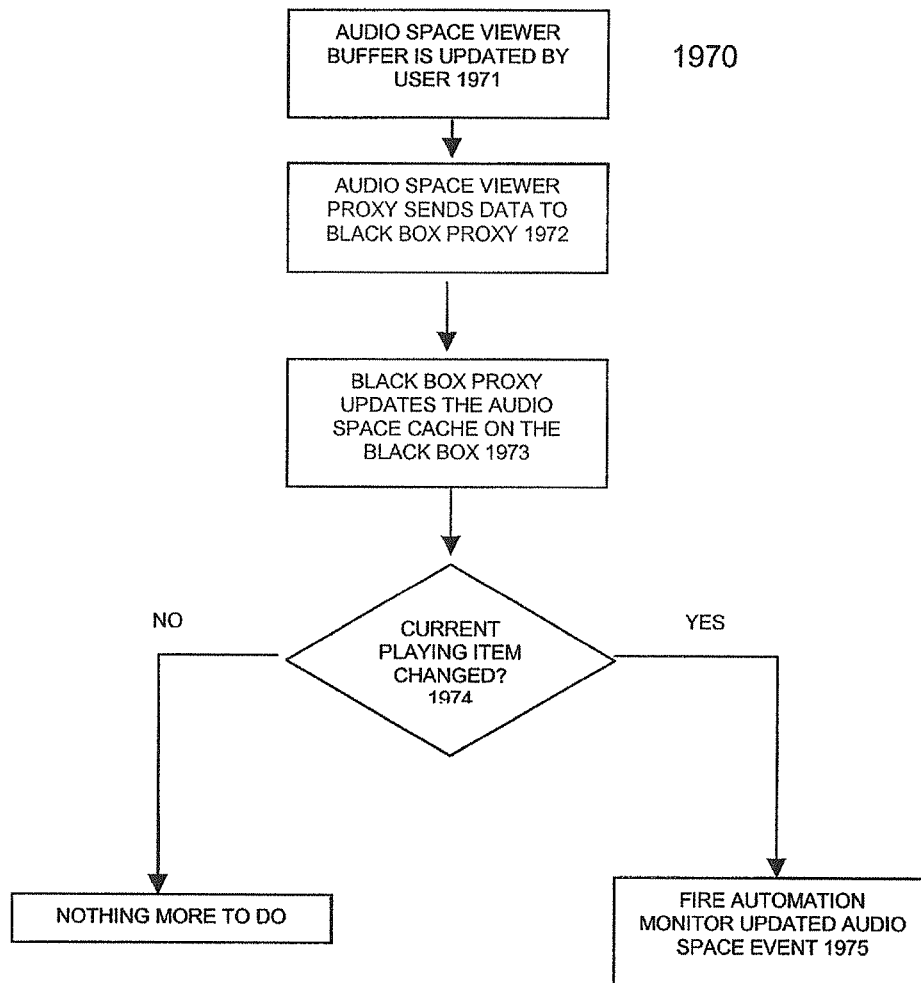 AUDIO SPACE VIEWER
BUFFER IS UPDATED BY
USER 1971
1970
AUDIO SPACE VIEWER
PROXY SENDS DATA TO
BLACK BOX PROXY 1972
BLACK BOX PROXY
UPDATES THE AUDIO
SPACE CACHE ON THE
BLACK BOX 1973
NO
YES
CURRENT
PLAYING ITEM
CHANGED?
1974
NOTHING MORE TO DO
FIRE AUTOMATION
MONITOR UPDATED AUDIO
SPACE EVENT 1975